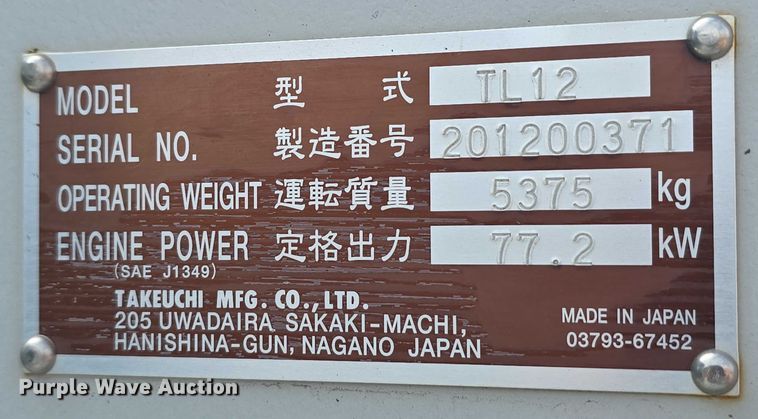 MODEL 型式 TL12
SERIAL NO. 製造番号 201200371
OPERATING WEIGHT 運転質量 5375 kg
ENGINE POWER 定格出力 77.2 kW
(SAE J1349)
TAKEUCHI MFG. CO.,LTD.
205 UWADAIRA SAKAKI-MACHI,
HANISHINA-GUN, NAGANO JAPAN
MADE IN JAPAN
03793-67452
Purple Wave Auction